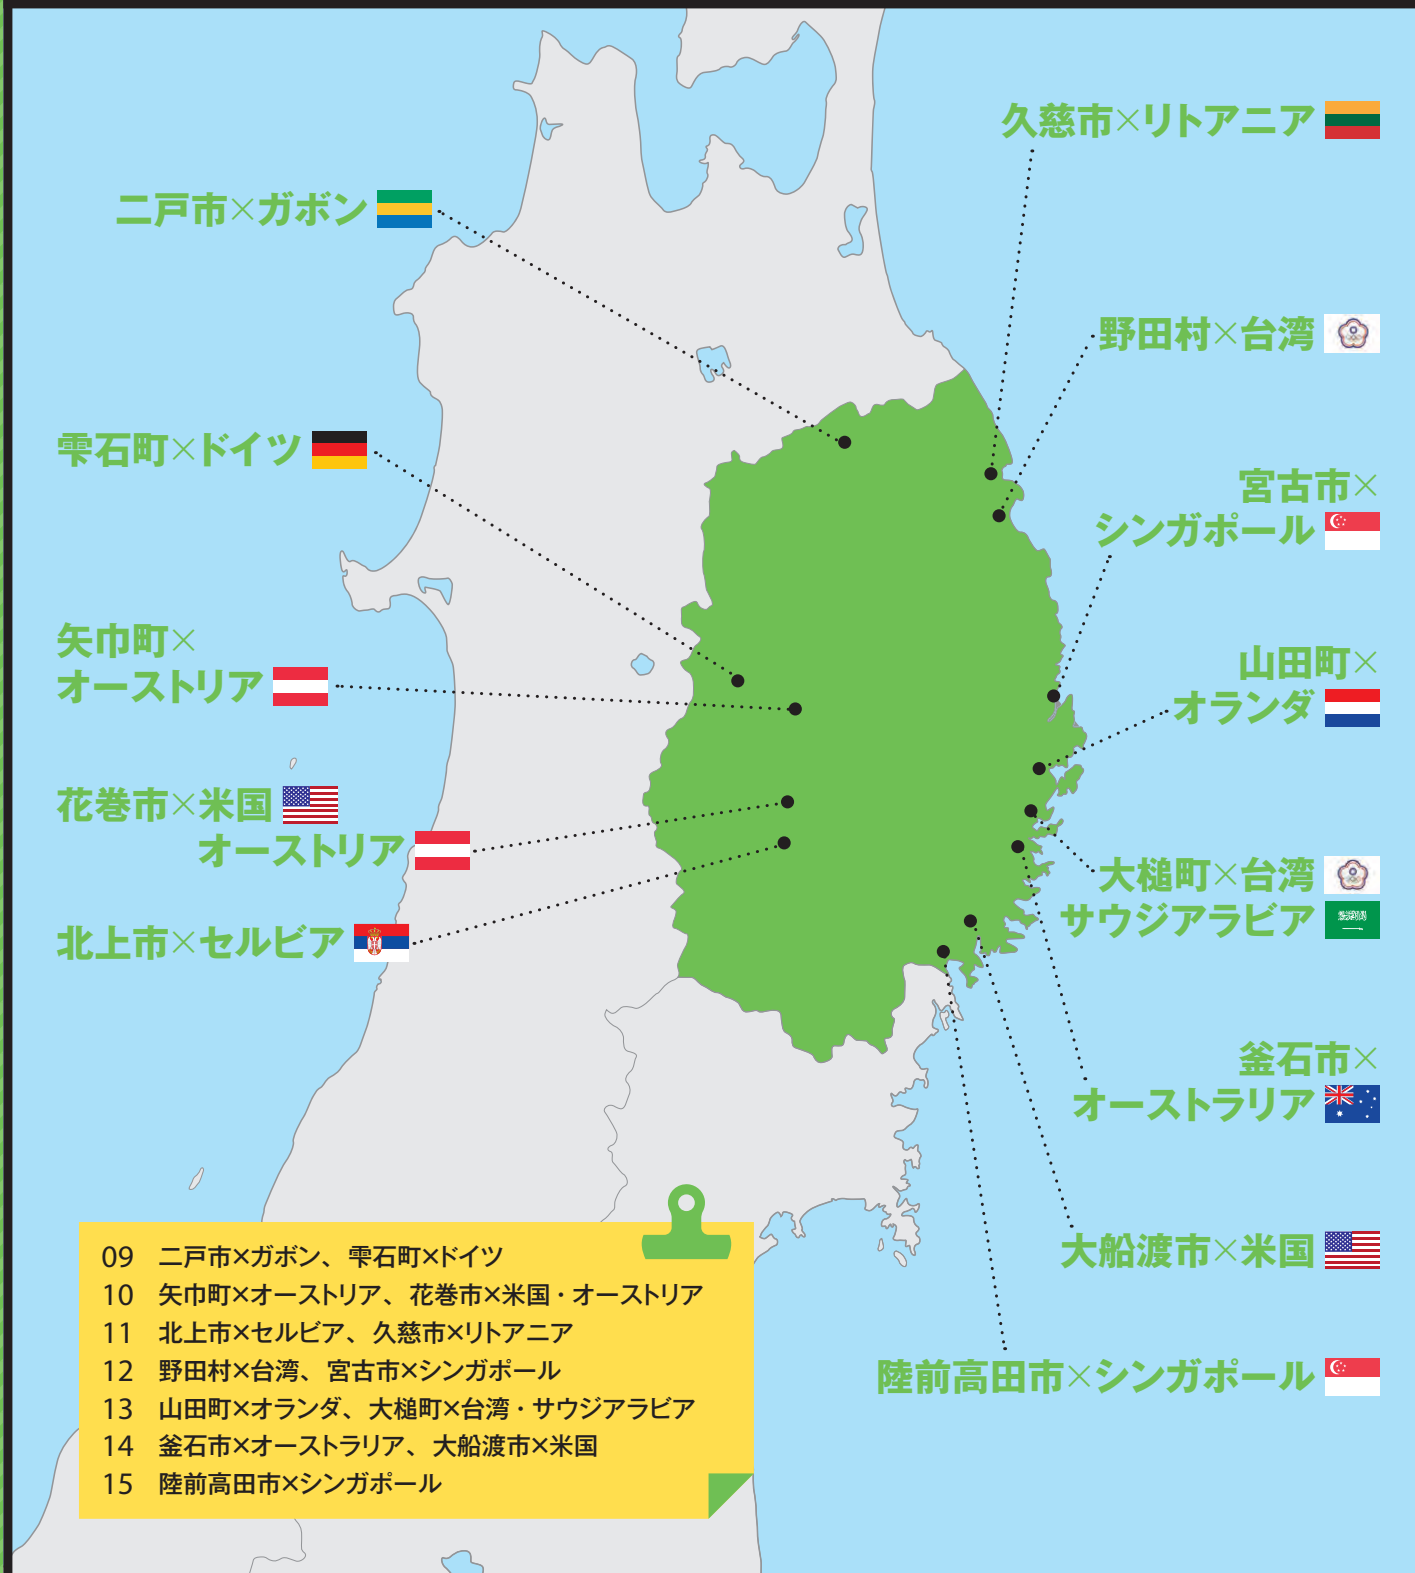 久慈市×リトアニア
二戸市×ガボン
野田村×台湾
雫石町×ドイツ
宮古市×
シンガポール
矢巾町×
オーストリア
山田町×
オランダ
花巻市×米国
オーストリア
大槌町×台湾
サウジアラビア
北上市×セルビア
釜石市×
オーストラリア
大船渡市×米国
陸前高田市×シンガポール
09 二戸市×ガボン、雫石町×ドイツ
10 矢巾町×オーストリア、花巻市×米国・オーストリア
11 北上市×セルビア、久慈市×リトアニア
12 野田村×台湾、宮古市×シンガポール
13 山田町×オランダ、大槌町×台湾・サウジアラビア
14 釜石市×オーストラリア、大船渡市×米国
15 陸前高田市×シンガポール